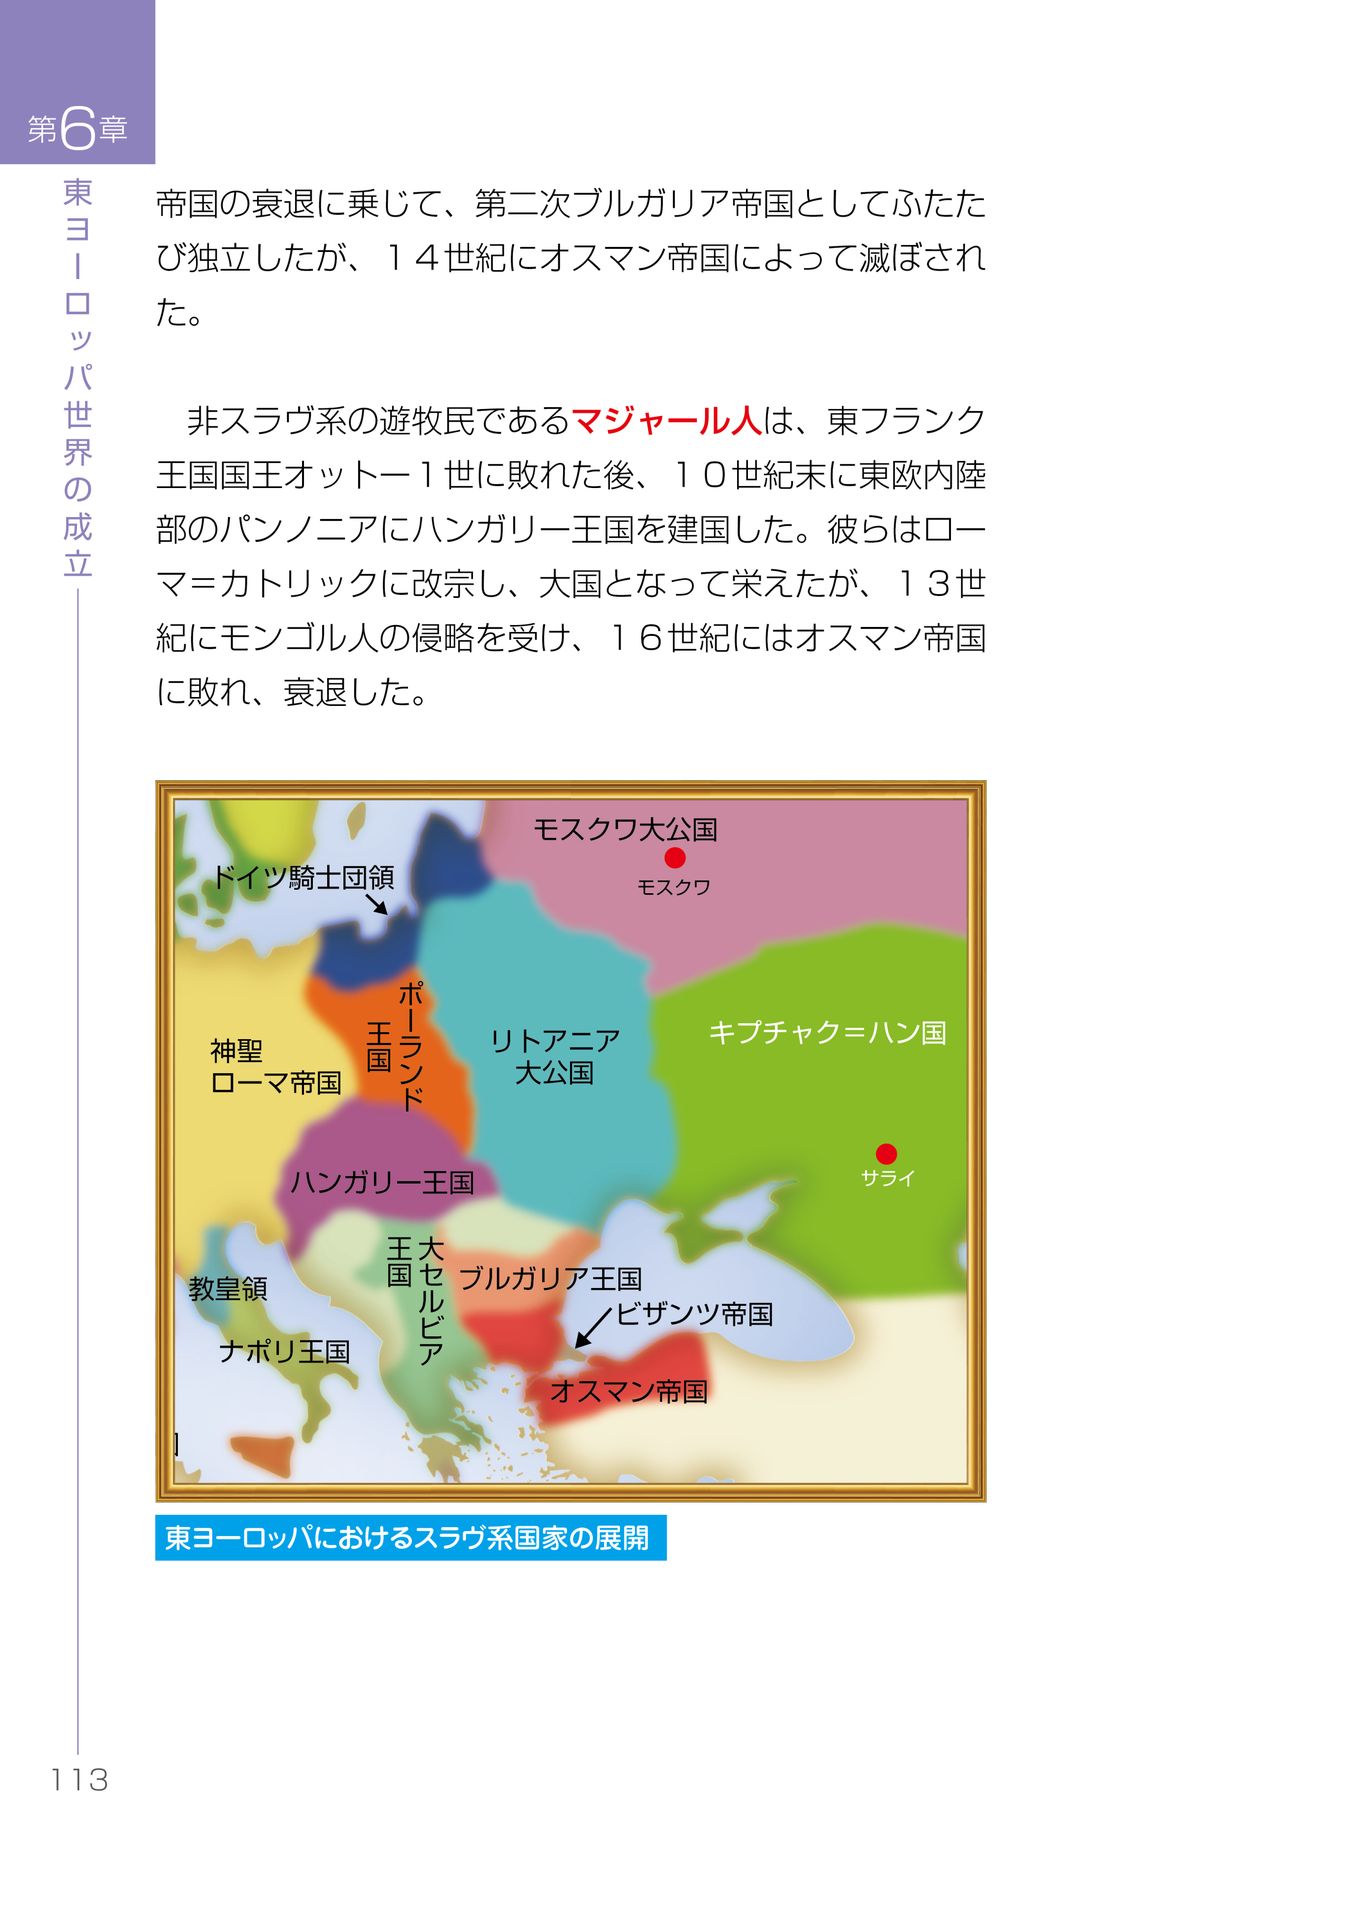 第6章
東ヨーロッパ世界の成立
帝国の衰退に乗じて、第二次ブルガリア帝国としてふたた
び独立したが、１４世紀にオスマン帝国によって滅ぼされ
た。
非スラヴ系の遊牧民であるマジャール人は、東フランク
王国国王オットー１世に敗れた後、１０世紀末に東欧内陸
部のパンノニアにハンガリー王国を建国した。彼らはロー
マ＝カトリックに改宗し、大国となって栄えたが、１３世
紀にモンゴル人の侵略を受け、１６世紀にはオスマン帝国
に敗れ、衰退した。
モスクワ大公国
モスクワ
ドイツ騎士団領
ポーランド
王国
リトアニア
大公国
キプチャク＝ハン国
神聖
ローマ帝国
サライ
ハンガリー王国
大セルビア
王国
ブルガリア王国
教皇領
ビザンツ帝国
ナポリ王国
オスマン帝国
東ヨーロッパにおけるスラヴ系国家の展開
113